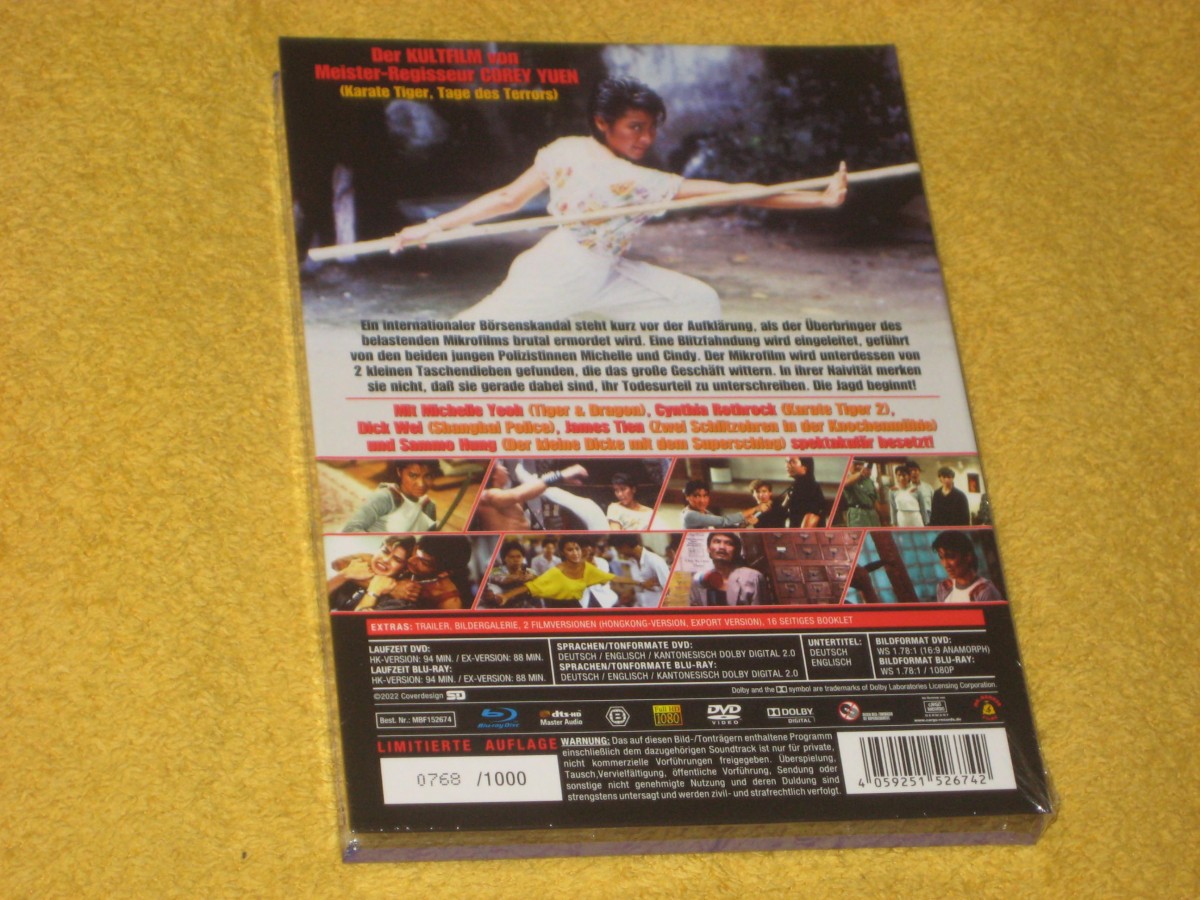 Der KULTFILM von
Meister-Regisseur COREY YUEN
(Karate Tiger, Tage des Terrors)
Ein internationaler Börsenskandal steht kurz vor der Aufklärung, als der Überbringer des
belastenden Mikrofilms brutal ermordet wird. Eine Blitzfahndung wird eingeleitet, geführt
von den beiden jungen Polizistinnen Michelle und Cindy. Der Mikrofilm wird unterdessen von
2 kleinen Taschendieben gefunden, die das große Geschäft wittern. In ihrer Naivität merken
sie nicht, daß sie gerade dabei sind, ihr Todesurteil zu unterschreiben. Die Jagd beginnt!
Mit Michelle Yeoh (Tiger & Dragon), Cynthia Rothrock (Karate Tiger 2),
Dick Wei (Shanghai Police), James Tien (Zwei Schlitzohren in der Knochenmühle)
und Sammo Hung (Der kleine Dicke mit dem Superschlag) spektakulär besetzt!
EXTRAS: TRAILER, BILDERGALERIE, 2 FILMVERSIONEN (HONGKONG-VERSION, EXPORT VERSION), 16 SEITIGES BOOKLET
LAUFZEIT DVD:
HK-VERSION: 94 MIN. / EX-VERSION: 88 MIN.
LAUFZEIT BLU-RAY:
HK-VERSION: 94 MIN. / EX-VERSION: 88 MIN.
SPRACHEN/TONFORMATE DVD:
DEUTSCH / ENGLISCH / KANTONESISCH DOLBY DIGITAL 2.0
SPRACHEN/TONFORMATE BLU-RAY:
DEUTSCH / ENGLISCH / KANTONESISCH DOLBY DIGITAL 2.0
UNTERTITEL:
DEUTSCH
ENGLISCH
BILDFORMAT DVD:
WS 1.78:1 (16:9 ANAMORPH)
BILDFORMAT BLU-RAY:
WS 1.78:1 / 1080P
©2022 Coverdesign SD
Dolby and the symbol are trademarks of Dolby Laboratories Licensing Corporation.
Best. Nr.: MBF152674
Blu-ray Disc
dts-HD
Master Audio
B
Full HD
1080
DVD
VIDEO
DOLBY
DIGITAL
www.cargo-records.de
LIMITIERTE AUFLAGE
0768 /1000
WARNUNG: Das auf diesen Bild-/Tonträgern enthaltene Programm
einschließlich dem dazugehörigen Soundtrack ist nur für private,
nicht kommerzielle Vorführungen freigegeben. Überspielung,
Tausch,Vervielfältigung, öffentliche Vorführung, Sendung oder
sonstige nicht genehmigte Nutzung und deren Duldung sind
strengstens untersagt und werden zivil- und strafrechtlich verfolgt.
4 059251 526742